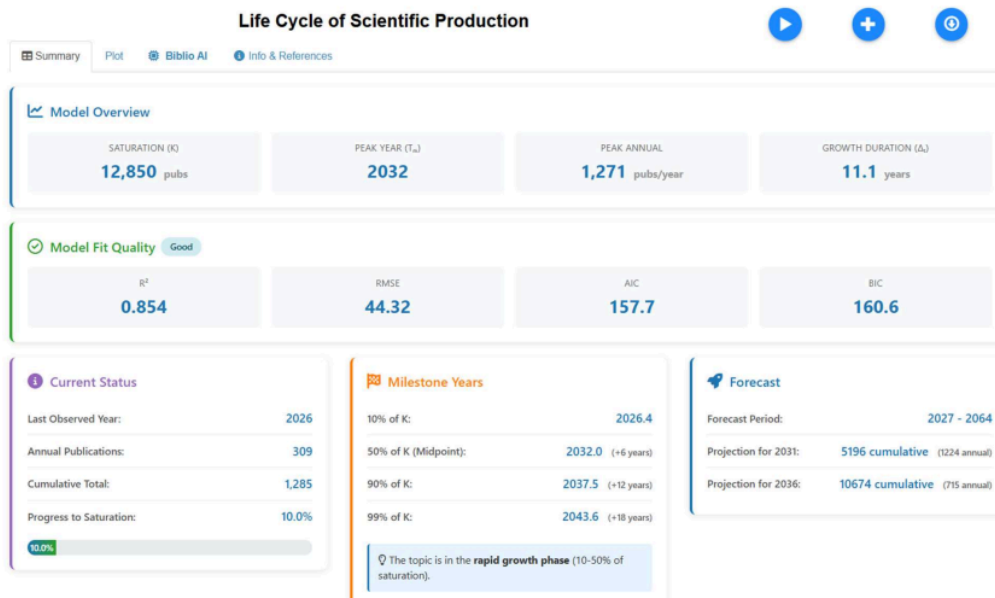 Life Cycle of Scientific Production
Summary Plot Biblio AI Info & References
Model Overview
SATURATION (K) PEAK YEAR (Tₘ) PEAK ANNUAL GROWTH DURATION (Δₜ)
12,850 pubs 2032 1,271 pubs/year 11.1 years
Model Fit Quality Good
R² RMSE AIC BIC
0.854 44.32 157.7 160.6
Current Status
Last Observed Year: 2026
Annual Publications: 309
Cumulative Total: 1,285
Progress to Saturation: 10.0%
10.0%
Milestone Years
10% of K: 2026.4
50% of K (Midpoint): 2032.0 (+6 years)
90% of K: 2037.5 (+12 years)
99% of K: 2043.6 (+18 years)
The topic is in the rapid growth phase (10-50% of
saturation).
Forecast
Forecast Period: 2027 - 2064
Projection for 2031: 5196 cumulative (1224 annual)
Projection for 2036: 10674 cumulative (715 annual)